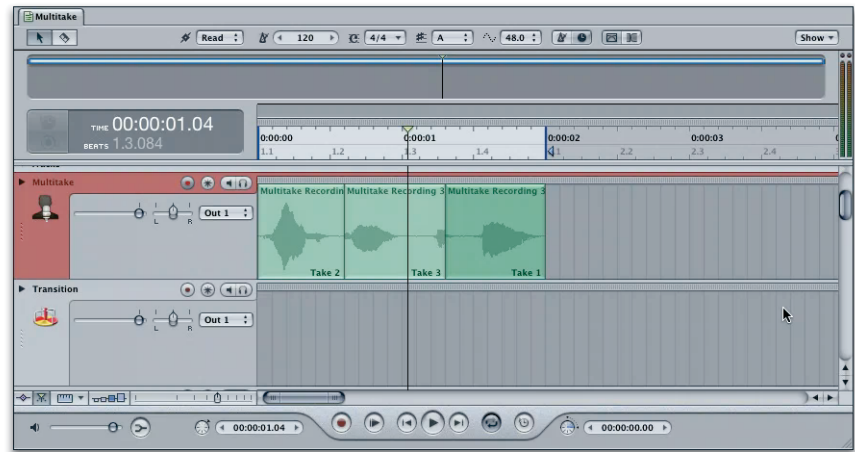 Multitake
Read 120 4/4 A 48.0 Show
TIME 00:00:01.04
BEATS 1.3.084
0:00:00 0:00:01 0:00:02 0:00:03
1.1 1.2 1.3 1.4 2.2 2.3 2.4
Multitake
Multitake Recordin Multitake Recording 3 Multitake Recording 3
L R Out 1
Take 2 Take 3 Take 1
Transition
L R Out 1
00:00:01.04 00:00:00.00